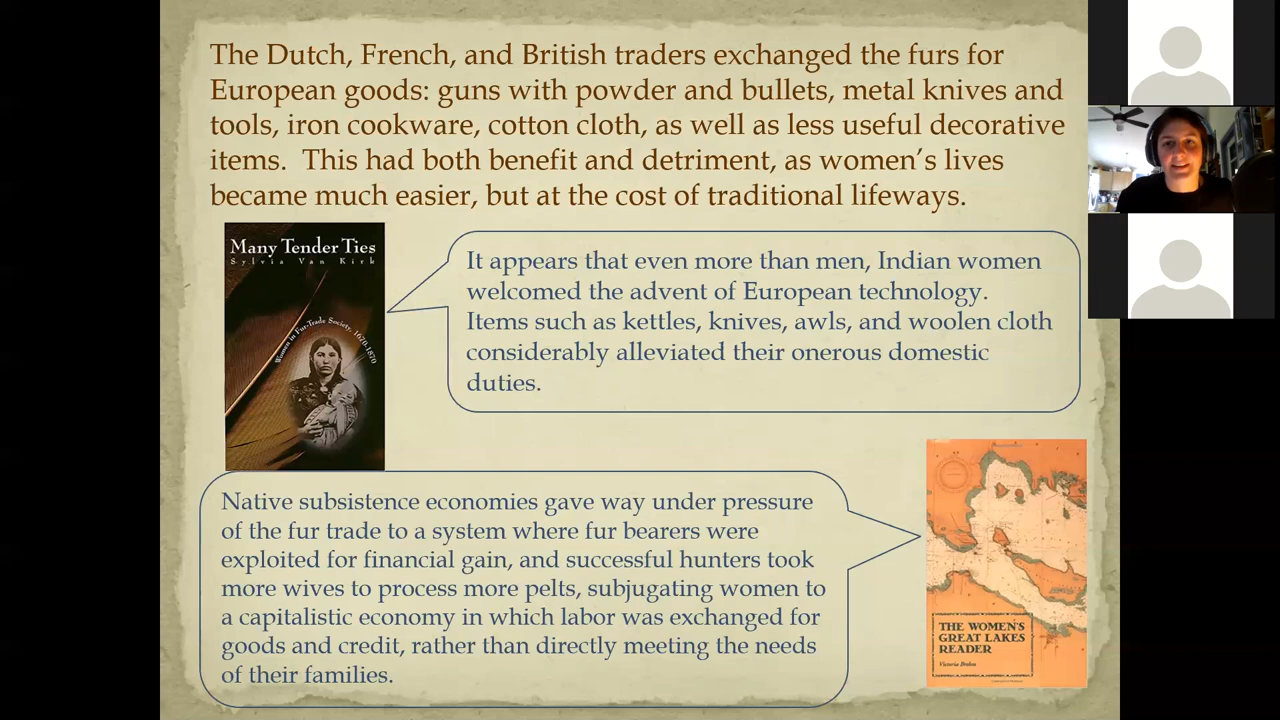 The Dutch, French, and British traders exchanged the furs for
European goods: guns with powder and bullets, metal knives and
tools, iron cookware, cotton cloth, as well as less useful decorative
items.  This had both benefit and detriment, as women’s lives
became much easier, but at the cost of traditional lifeways.
Many Tender Ties
Sylvia Van Kirk
Women in Fur-Trade Society, 1670-1870
It appears that even more than men, Indian women
welcomed the advent of European technology.
Items such as kettles, knives, awls, and woolen cloth
considerably alleviated their onerous domestic
duties.
Native subsistence economies gave way under pressure
of the fur trade to a system where fur bearers were
exploited for financial gain, and successful hunters took
more wives to process more pelts, subjugating women to
a capitalistic economy in which labor was exchanged for
goods and credit, rather than directly meeting the needs
of their families.
THE WOMEN'S
GREAT LAKES
READER
Victoria Brehm